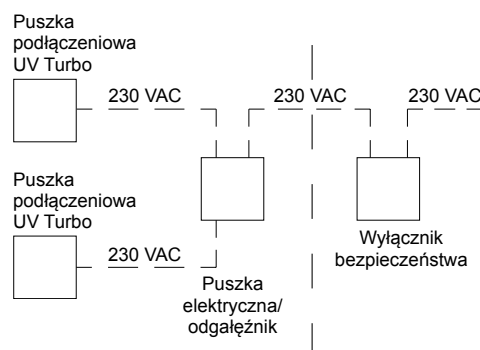 Puszka
podłączeniowa
UV Turbo
230 VAC
230 VAC
230 VAC
Puszka
podłączeniowa
UV Turbo
230 VAC
Puszka
elektryczna/
odgałęźnik
Wyłącznik
bezpieczeństwa